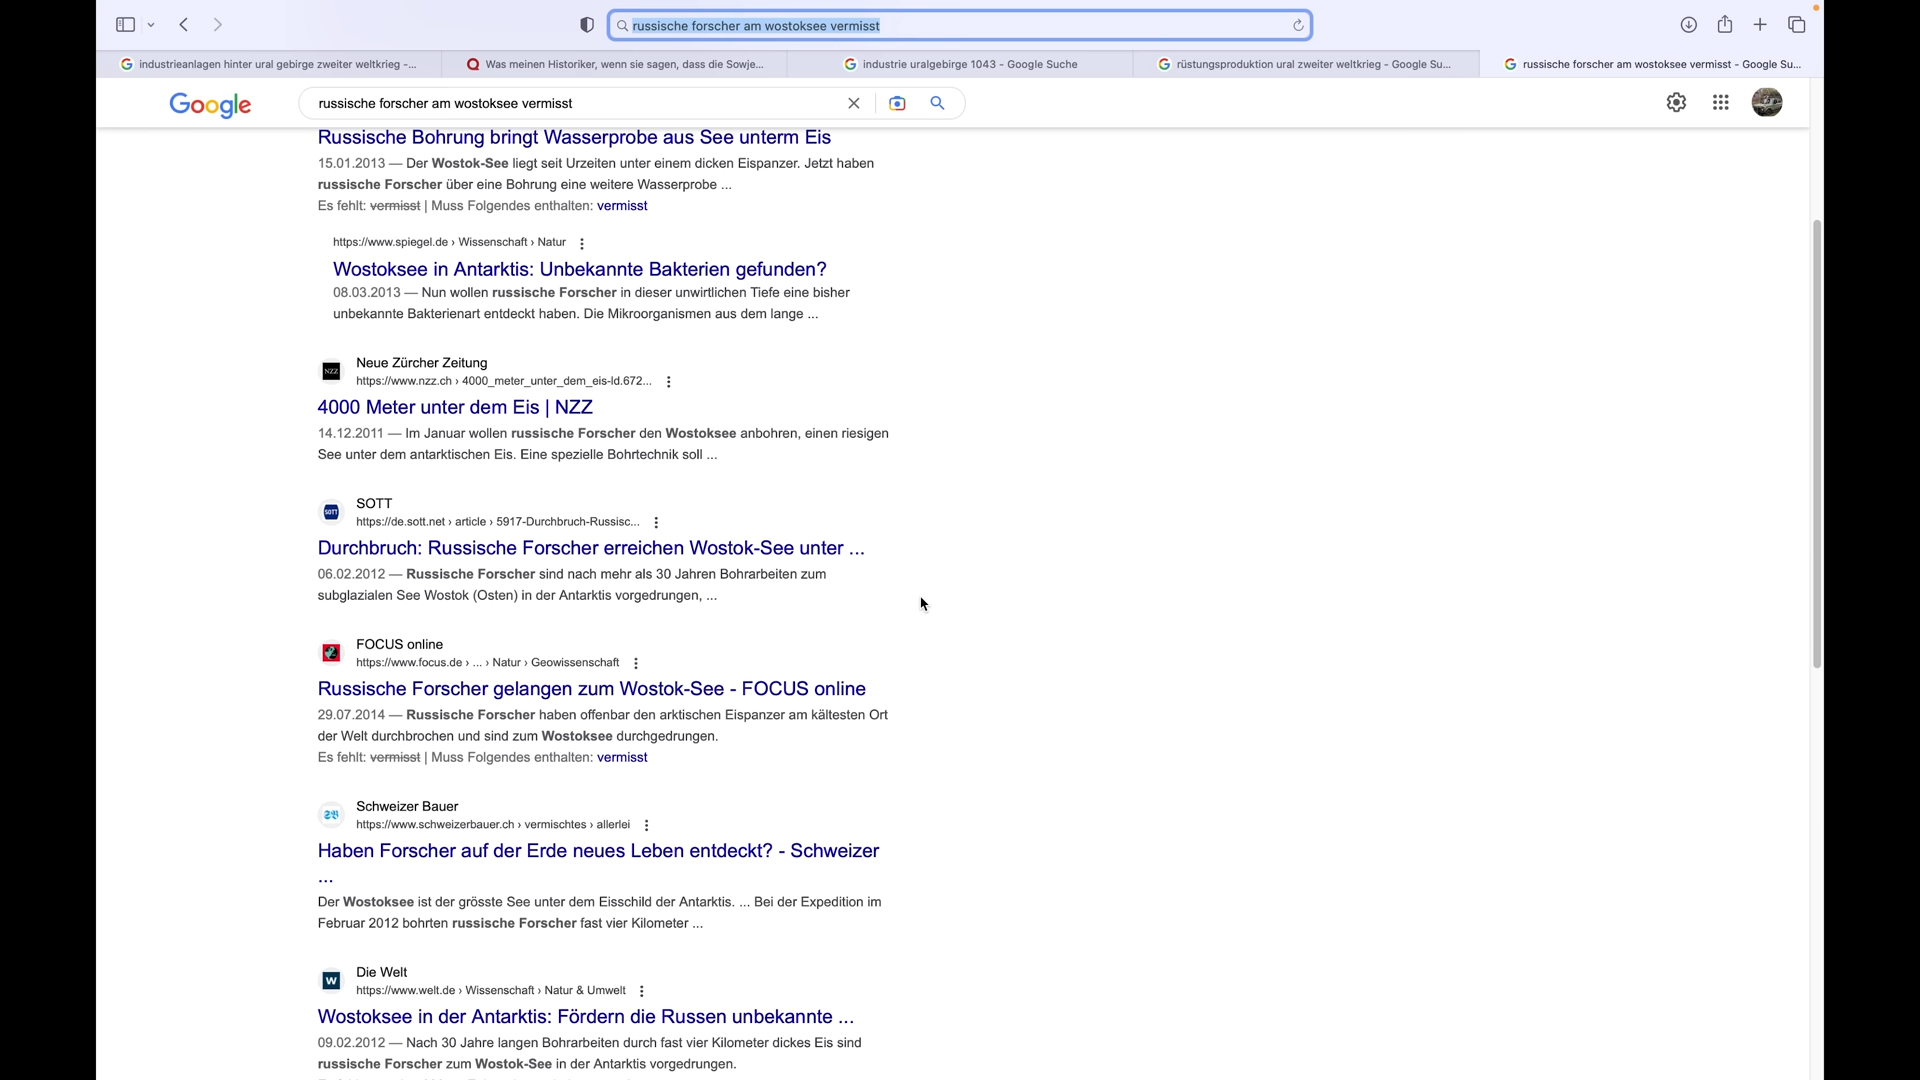 russische forscher am wostoksee vermisst
industrieanlagen hinter ural gebirge zweiter weltkrieg -...
Was meinen Historiker, wenn sie sagen, dass die Sowje...
industrie uralgebirge 1043 - Google Suche
rüstungsproduktion ural zweiter weltkrieg - Google Su...
russische forscher am wostoksee vermisst - Google Su...
Google
russische forscher am wostoksee vermisst
Russische Bohrung bringt Wasserprobe aus See unterm Eis
15.01.2013 — Der Wostok-See liegt seit Urzeiten unter einem dicken Eispanzer. Jetzt haben
russische Forscher über eine Bohrung eine weitere Wasserprobe ...
Es fehlt: vermisst | Muss Folgendes enthalten: vermisst
https://www.spiegel.de › Wissenschaft › Natur
Wostoksee in Antarktis: Unbekannte Bakterien gefunden?
08.03.2013 — Nun wollen russische Forscher in dieser unwirtlichen Tiefe eine bisher
unbekannte Bakterienart entdeckt haben. Die Mikroorganismen aus dem lange ...
NZZ
Neue Zürcher Zeitung
https://www.nzz.ch › 4000_meter_unter_dem_eis-ld.672...
4000 Meter unter dem Eis | NZZ
14.12.2011 — Im Januar wollen russische Forscher den Wostoksee anbohren, einen riesigen
See unter dem antarktischen Eis. Eine spezielle Bohrtechnik soll ...
SOTT
SOTT
https://de.sott.net › article › 5917-Durchbruch-Russisc...
Durchbruch: Russische Forscher erreichen Wostok-See unter ...
06.02.2012 — Russische Forscher sind nach mehr als 30 Jahren Bohrarbeiten zum
subglazialen See Wostok (Osten) in der Antarktis vorgedrungen, ...
FOCUS online
https://www.focus.de › ... › Natur › Geowissenschaft
Russische Forscher gelangen zum Wostok-See - FOCUS online
29.07.2014 — Russische Forscher haben offenbar den arktischen Eispanzer am kältesten Ort
der Welt durchbrochen und sind zum Wostoksee durchgedrungen.
Es fehlt: vermisst | Muss Folgendes enthalten: vermisst
Schweizer Bauer
https://www.schweizerbauer.ch › vermischtes › allerlei
Haben Forscher auf der Erde neues Leben entdeckt? - Schweizer
...
Der Wostoksee ist der grösste See unter dem Eisschild der Antarktis. ... Bei der Expedition im
Februar 2012 bohrten russische Forscher fast vier Kilometer ...
W
Die Welt
https://www.welt.de › Wissenschaft › Natur & Umwelt
Wostoksee in der Antarktis: Fördern die Russen unbekannte ...
09.02.2012 — Nach 30 Jahre langen Bohrarbeiten durch fast vier Kilometer dickes Eis sind
russische Forscher zum Wostok-See in der Antarktis vorgedrungen.